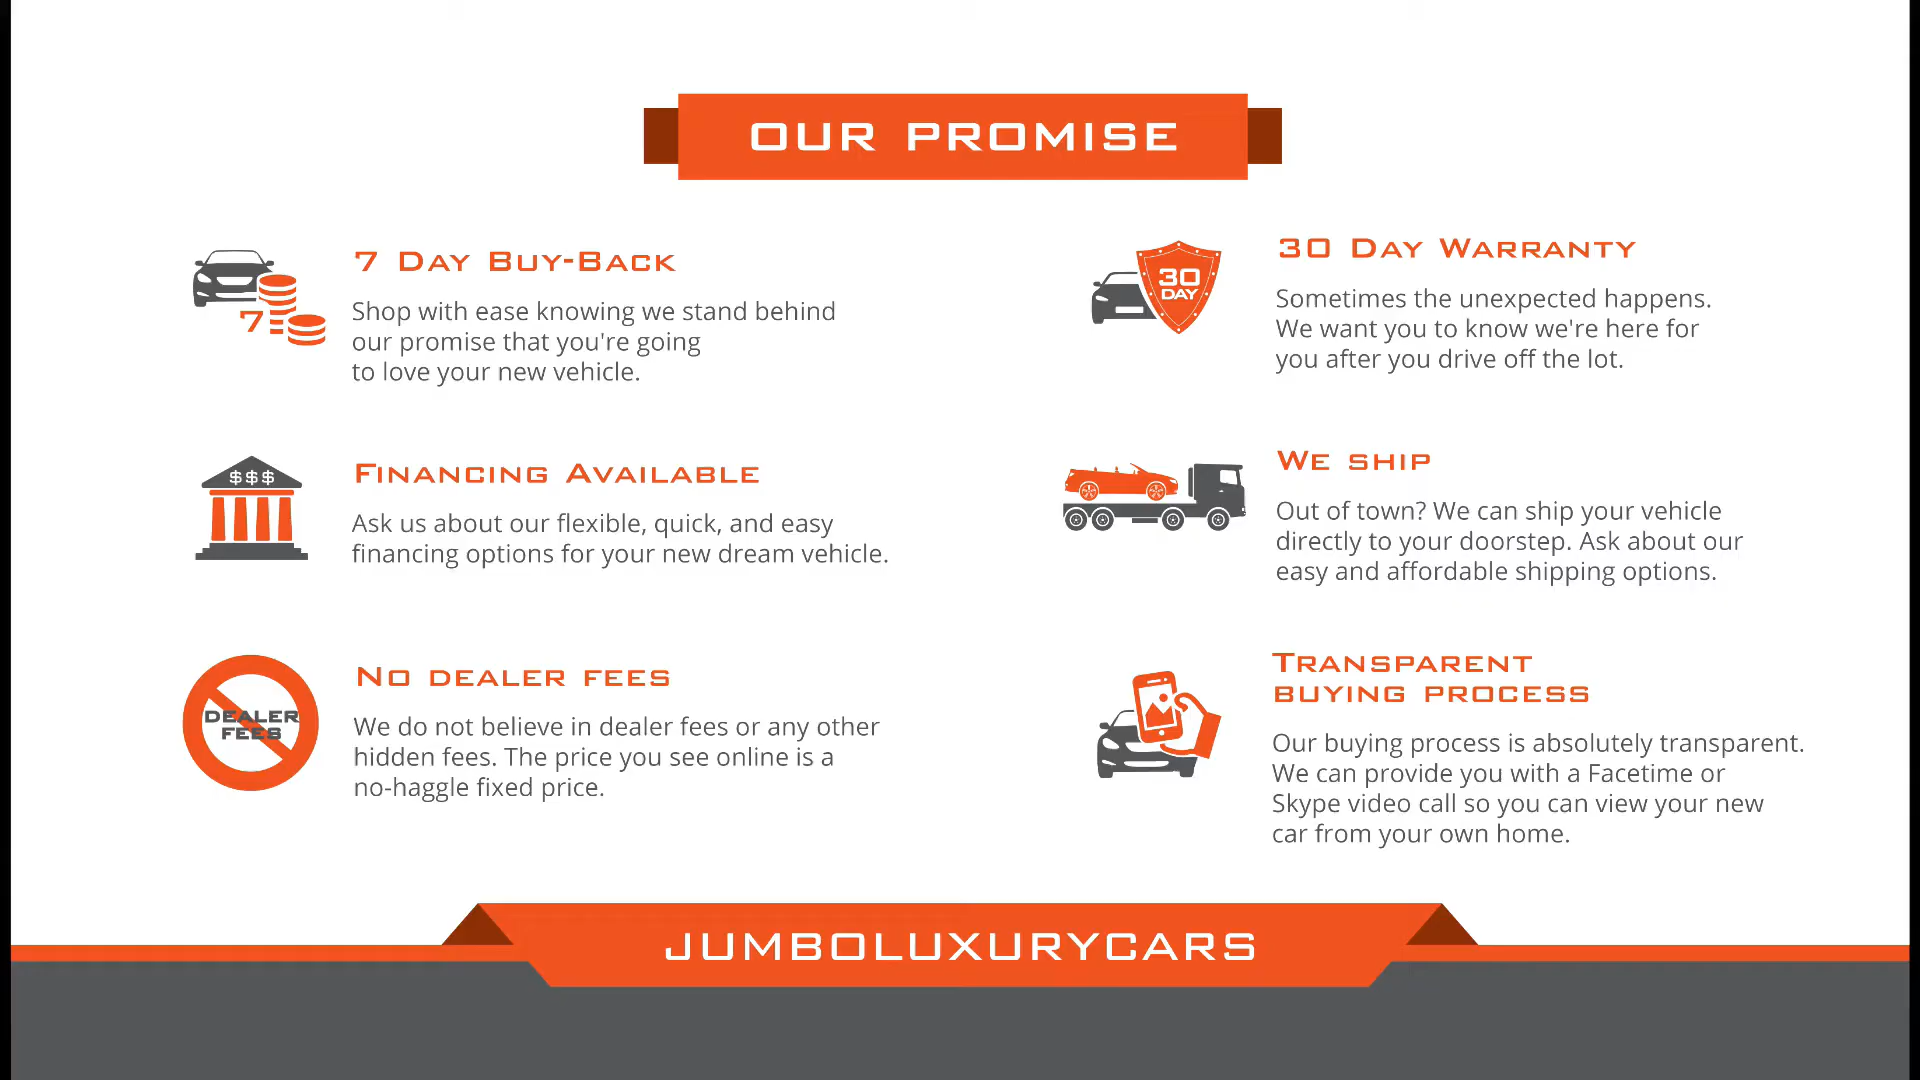 OUR PROMISE
7 DAY BUY-BACK
Shop with ease knowing we stand behind
our promise that you're going
to love your new vehicle.
7
30 DAY WARRANTY
Sometimes the unexpected happens.
We want you to know we're here for
you after you drive off the lot.
30
DAY
FINANCING AVAILABLE
Ask us about our flexible, quick, and easy
financing options for your new dream vehicle.
$$$
WE SHIP
Out of town? We can ship your vehicle
directly to your doorstep. Ask about our
easy and affordable shipping options.
NO DEALER FEES
We do not believe in dealer fees or any other
hidden fees. The price you see online is a
no-haggle fixed price.
DEALER
FEES
TRANSPARENT
BUYING PROCESS
Our buying process is absolutely transparent.
We can provide you with a Facetime or
Skype video call so you can view your new
car from your own home.
JUMBOLUXURYCARS